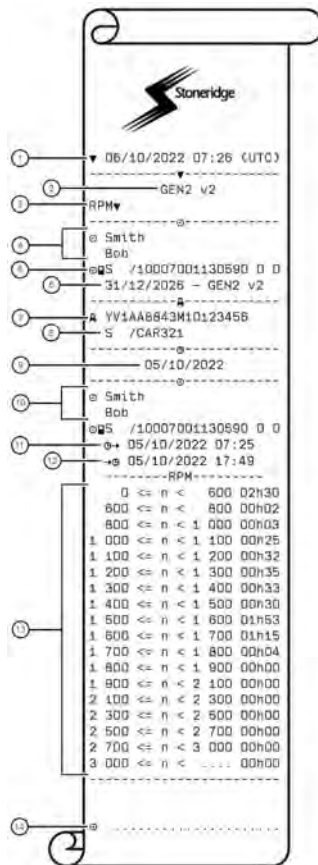 Stoneridge
1 ▼ 06/10/2022 07:26 (UTC)
2 GEN2 v2
3 RPM▼
4 Smith
Bob
5 S /10007001130590 0 0
6 31/12/2026 - GEN2 v2
7 A YV1AA8843M10123456
8 S /CAR321
9 05/10/2022
10 Smith
Bob
S /10007001130590 0 0
11 05/10/2022 07:25
12 05/10/2022 17:49
RPM
13
0 <= n < 600 02h30
600 <= n < 800 00h02
800 <= n < 1 000 00h03
1 000 <= n < 1 100 00h25
1 100 <= n < 1 200 00h32
1 200 <= n < 1 300 00h35
1 300 <= n < 1 400 00h33
1 400 <= n < 1 500 00h30
1 500 <= n < 1 600 01h53
1 600 <= n < 1 700 01h15
1 700 <= n < 1 800 00h04
1 800 <= n < 1 900 00h00
1 900 <= n < 2 100 00h00
2 100 <= n < 2 300 00h00
2 300 <= n < 2 500 00h00
2 500 <= n < 2 700 00h00
2 700 <= n < 3 000 00h00
3 000 <= n < .... 00h00
14 ........................